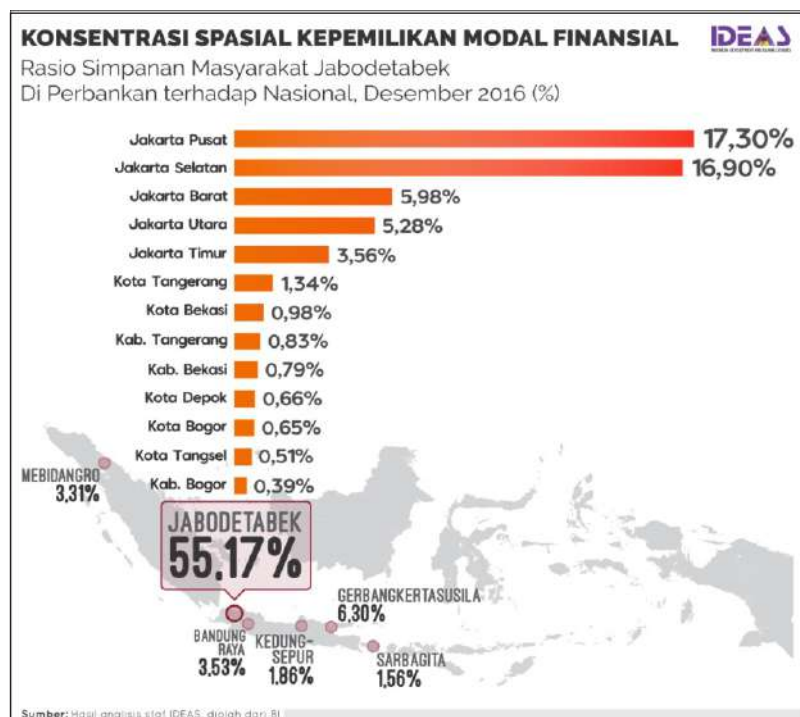 KONSENTRASI SPASIAL KEPEMILIKAN MODAL FINANSIAL
IDEAS
Rasio Simpanan Masyarakat Jabodetabek
Di Perbankan terhadap Nasional, Desember 2016 (%)
Jakarta Pusat 17,30%
Jakarta Selatan 16,90%
Jakarta Barat 5,98%
Jakarta Utara 5,28%
Jakarta Timur 3,56%
Kota Tangerang 1,34%
Kota Bekasi 0,98%
Kab. Tangerang 0,83%
Kab. Bekasi 0,79%
Kota Depok 0,66%
Kota Bogor 0,65%
Kota Tangsel 0,51%
Kab. Bogor 0,39%
MEBIDANGRO
3,31%
JABODETABEK
55,17%
GERBANGKERTASUSILA
6,30%
BANDUNG
RAYA
3,53%
KEDUNG-
SEPUR
1,86%
SARBAGITA
1,56%
Sumber: Hasil analisis staf IDEAS, diolah dari BI